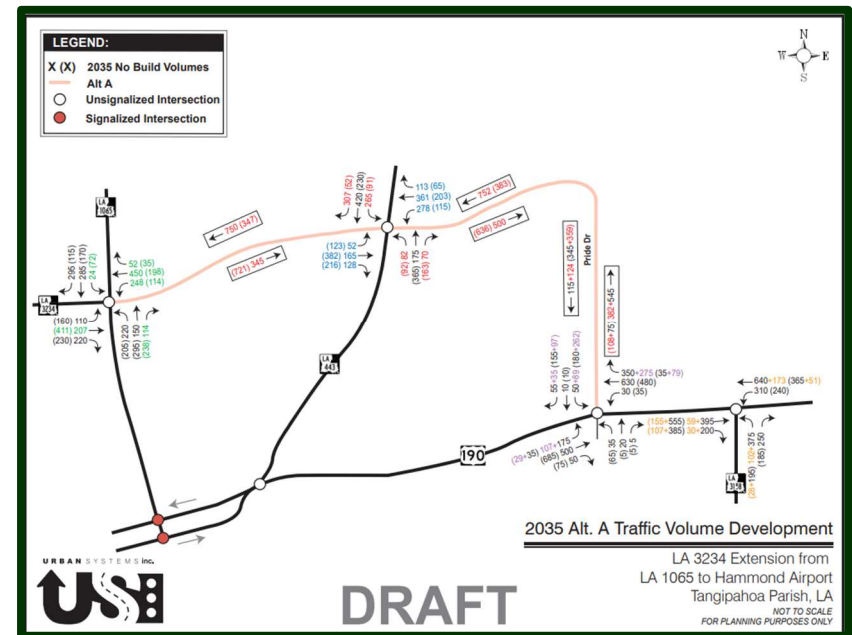 LEGEND:
X (X) 2035 No Build Volumes
Alt A
Unsignalized Intersection
Signalized Intersection
N
W E
S
LA
1065
295 (115)
285 (170)
24 (72)
52 (35)
450 (198)
248 (114)
LA
3234
(160) 110
(411) 207
(230) 220
(205) 220
(295) 150
(238) 114
750 (347)
(721) 345
307 (52)
420 (230)
265 (91)
113 (65)
361 (203)
278 (115)
(123) 52
(382) 165
(216) 128
(92) 82
(365) 175
(163) 70
752 (383)
(636) 500
LA
443
115+124 (345+359)
Pride Dr
(108+75) 382+545
55+35 (155+97)
10 (10)
50+89 (180+262)
350+275 (35+79)
630 (480)
30 (35)
(29+35) 107+175
(685) 500
(75) 50
(65) 35
(5) 20
(5) 5
(155+555) 59+395
(107+385) 30+200
640+173 (365+51)
310 (240)
(28+195) 102+375
(185) 250
LA
3158
190
2035 Alt. A Traffic Volume Development
LA 3234 Extension from
LA 1065 to Hammond Airport
Tangipahoa Parish, LA
NOT TO SCALE
FOR PLANNING PURPOSES ONLY
URBAN SYSTEMS inc.
USI
DRAFT